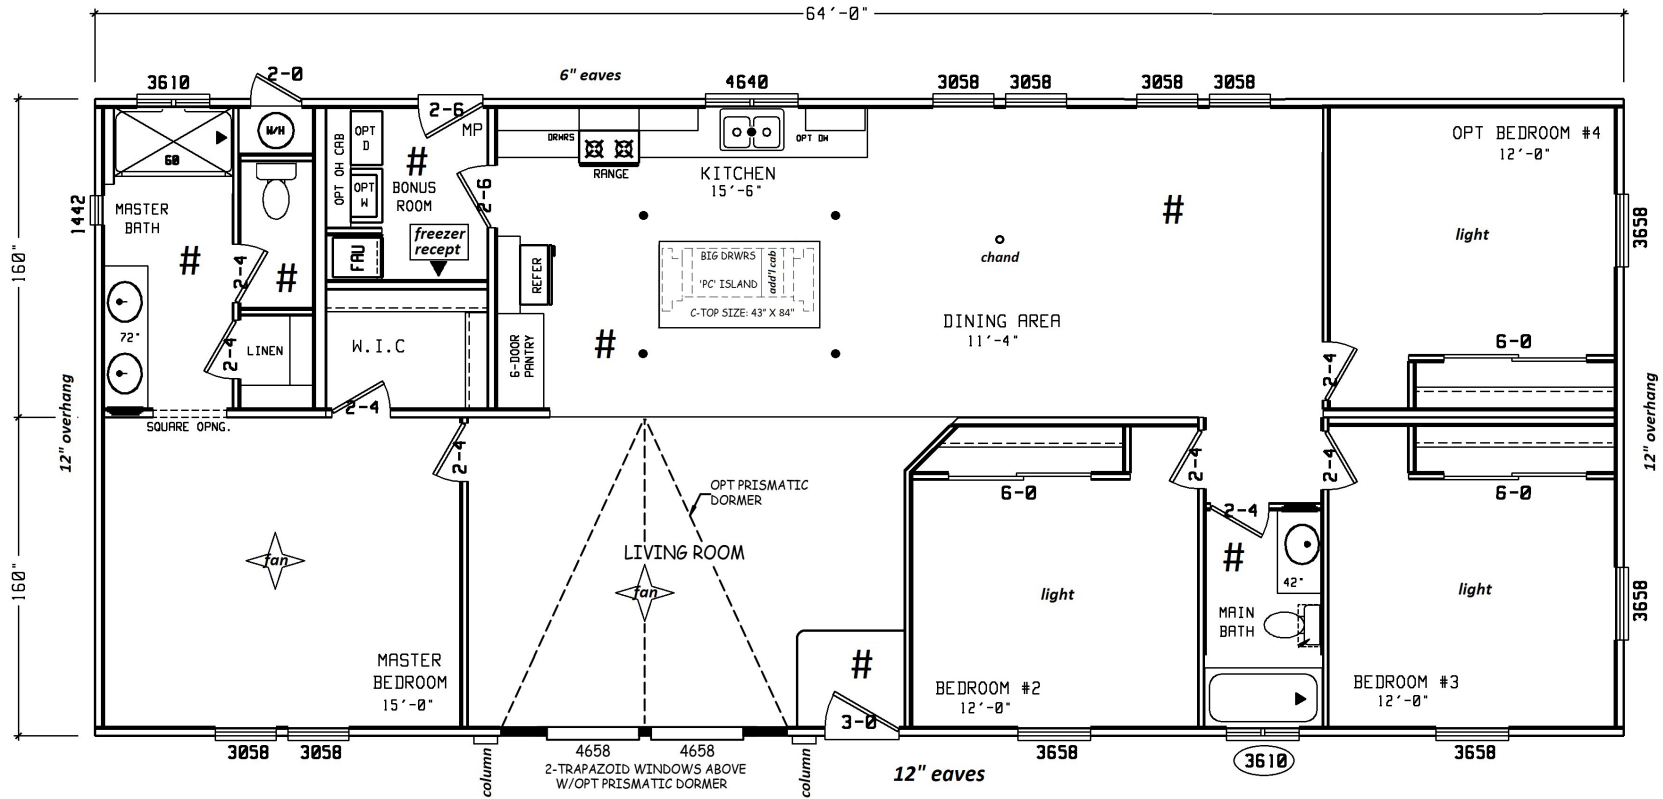 64'-0"
3610
2-0
6" eaves
4640
3058
3058
3058
3058
2-6
MP
W/H
60
OPT OH CAB
OPT
D
OPT
W
#
BONUS
ROOM
freezer
recept
FAU
2-6
DRWRS
RANGE
OPT DW
KITCHEN
15'-6"
#
OPT BEDROOM #4
12'-0"
light
3658
1442
160"
MASTER
BATH
#
2-4
#
72"
2-4
LINEN
W.I.C
2-4
SQUARE OPNG.
REFER
6-DOOR
PANTRY
#
BIG DRWRS
add'l cab
'PC' ISLAND
C-TOP SIZE: 43" X 84"
chand
DINING AREA
11'-4"
2-4
6-0
12" overhang
12" overhang
2-4
OPT PRISMATIC
DORMER
6-0
2-4
2-4
6-0
2-4
fan
LIVING ROOM
fan
160"
#
42"
MAIN
BATH
light
light
3658
MASTER
BEDROOM
15'-0"
#
3-0
BEDROOM #2
12'-0"
BEDROOM #3
12'-0"
3058
3058
column
4658
4658
2-TRAPAZOID WINDOWS ABOVE
W/OPT PRISMATIC DORMER
column
12" eaves
3658
3610
3658